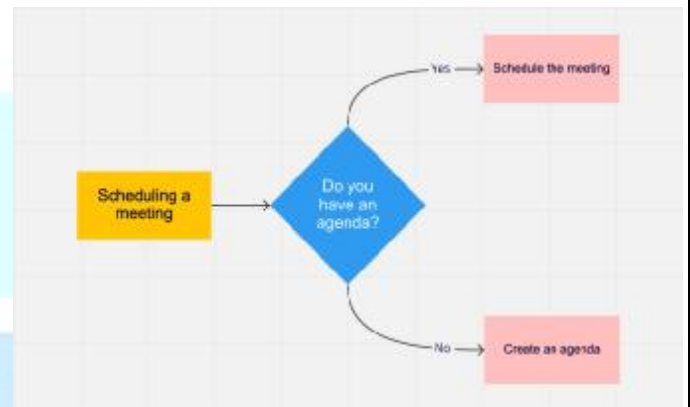 Yes
Schedule the meeting
Scheduling a
meeting
Do you
have an
agenda?
No
Create an agenda